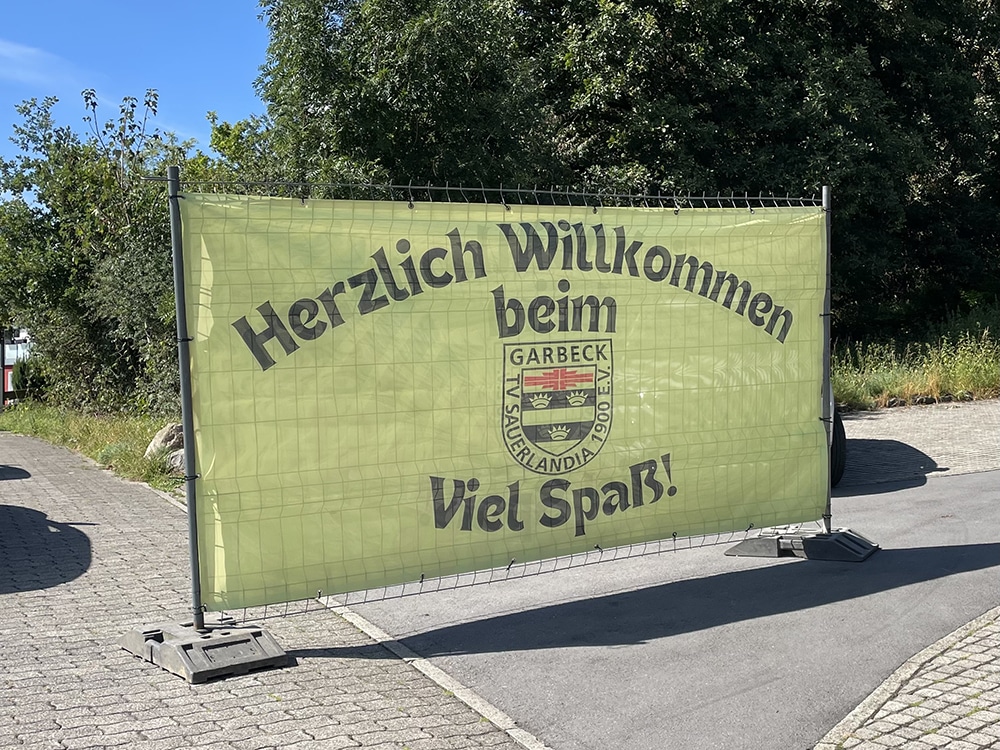 Herzlich Willkommen
beim
GARBECK
TV SAUERLANDIA 1900 E.V.
Viel Spaß!